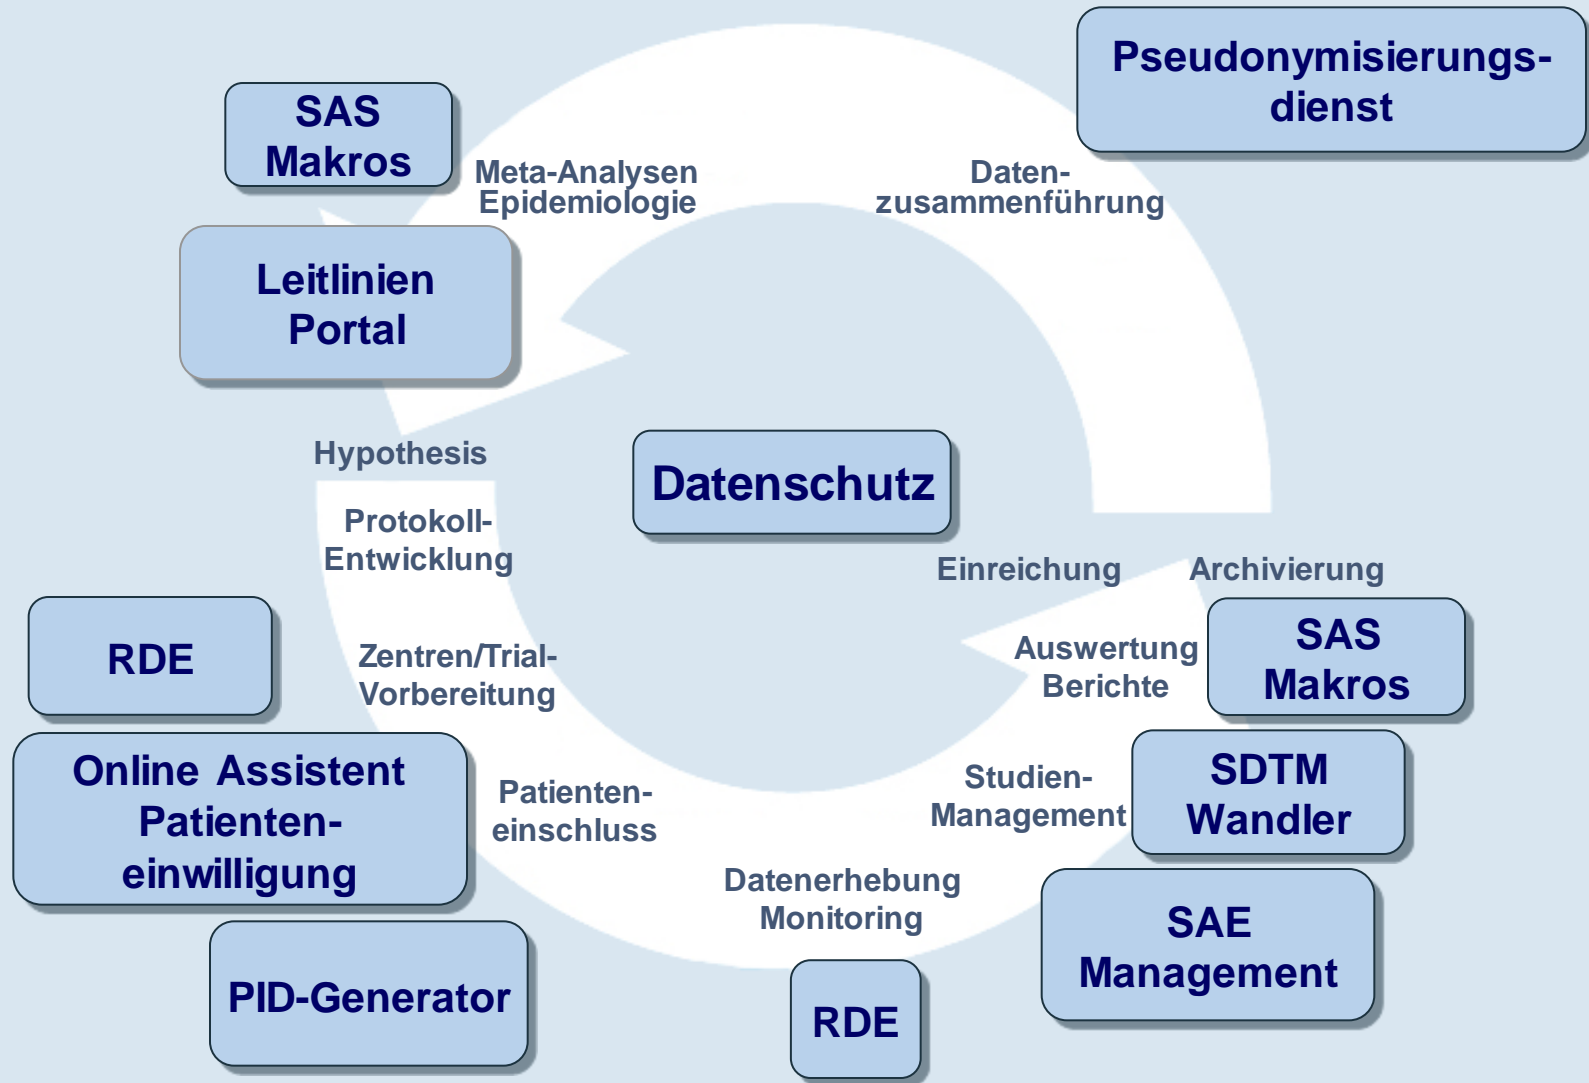 Pseudonymisierungs-
dienst
SAS
Makros
Meta-Analysen
Epidemiologie
Daten-
zusammenführung
Leitlinien
Portal
Hypothesis
Datenschutz
Protokoll-
Entwicklung
Einreichung
Archivierung
RDE
Zentren/Trial-
Vorbereitung
Auswertung
Berichte
SAS
Makros
Online Assistent
Patienten-
einwilligung
Patienten-
einschluss
Studien-
Management
SDTM
Wandler
Datenerhebung
Monitoring
SAE
Management
PID-Generator
RDE